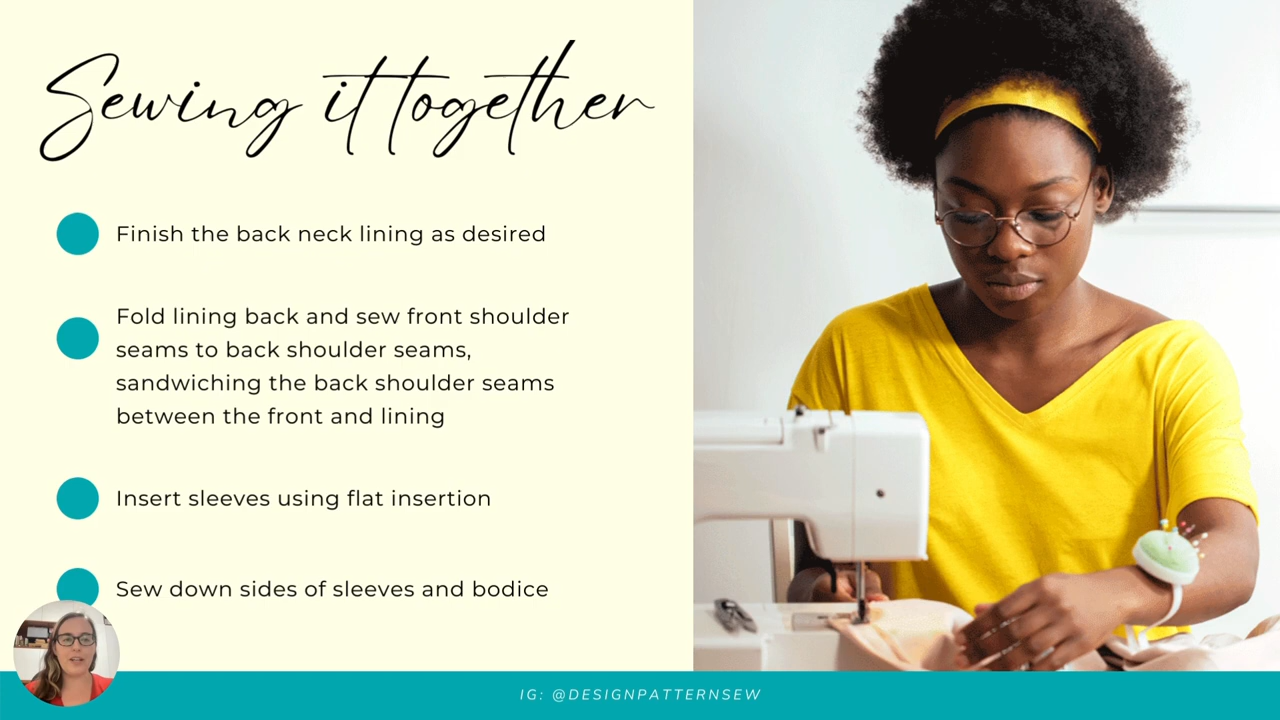 Sewing it together
Finish the back neck lining as desired
Fold lining back and sew front shoulder
seams to back shoulder seams,
sandwiching the back shoulder seams
between the front and lining
Insert sleeves using flat insertion
Sew down sides of sleeves and bodice
IG: @DESIGNPATTERNSEW